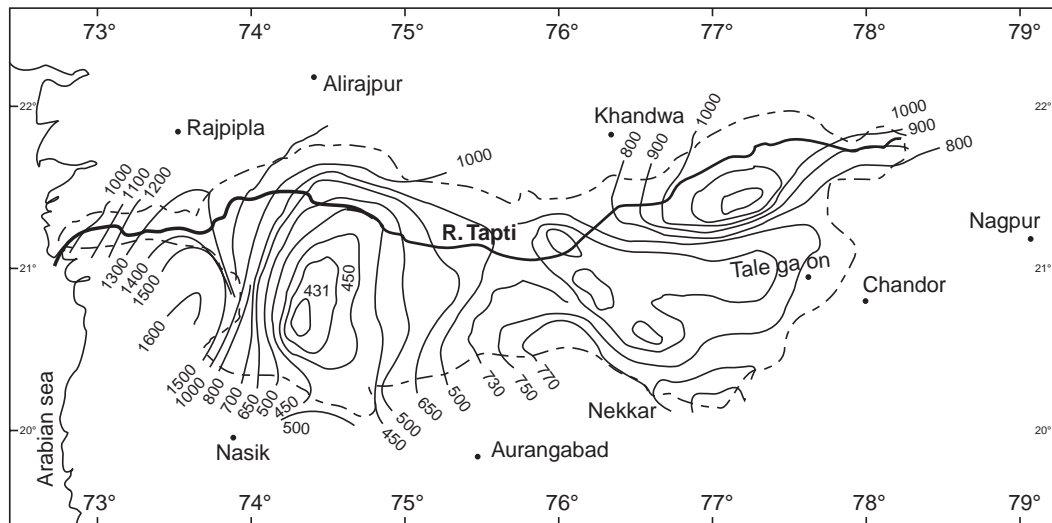 73° 74° 75° 76° 77° 78° 79°
22° 22°
Alirajpur
Rajpipla
Khandwa
1000
800
900
1000
1000
900
800
1000
1100
1200
R. Tapti
Nagpur
21° 21°
Tale ga on
Chandor
1300
1400
1500
1600
431
450
1500
1000
800
700
650
500
450
500
450
500
650
500
730
750
770
Nekkar
20° 20°
Nasik
Aurangabad
Arabian sea
73° 74° 75° 76° 77° 78° 79°